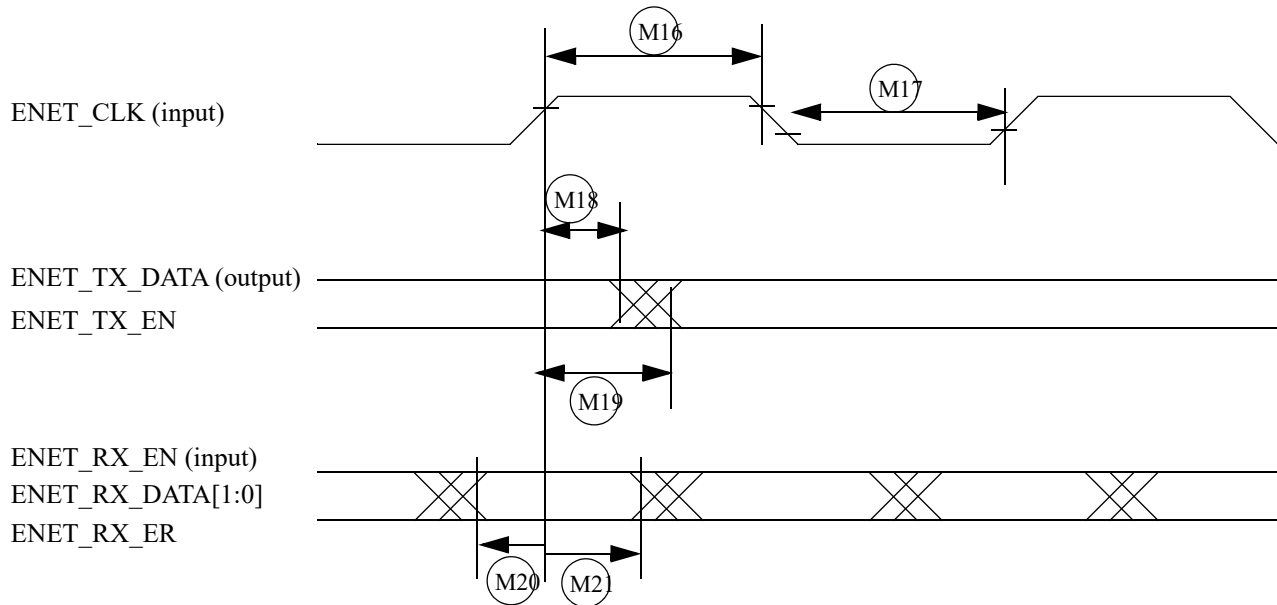 M16
M17
ENET_CLK (input)
M18
ENET_TX_DATA (output)
ENET_TX_EN
M19
ENET_RX_EN (input)
ENET_RX_DATA[1:0]
ENET_RX_ER
M20
M21